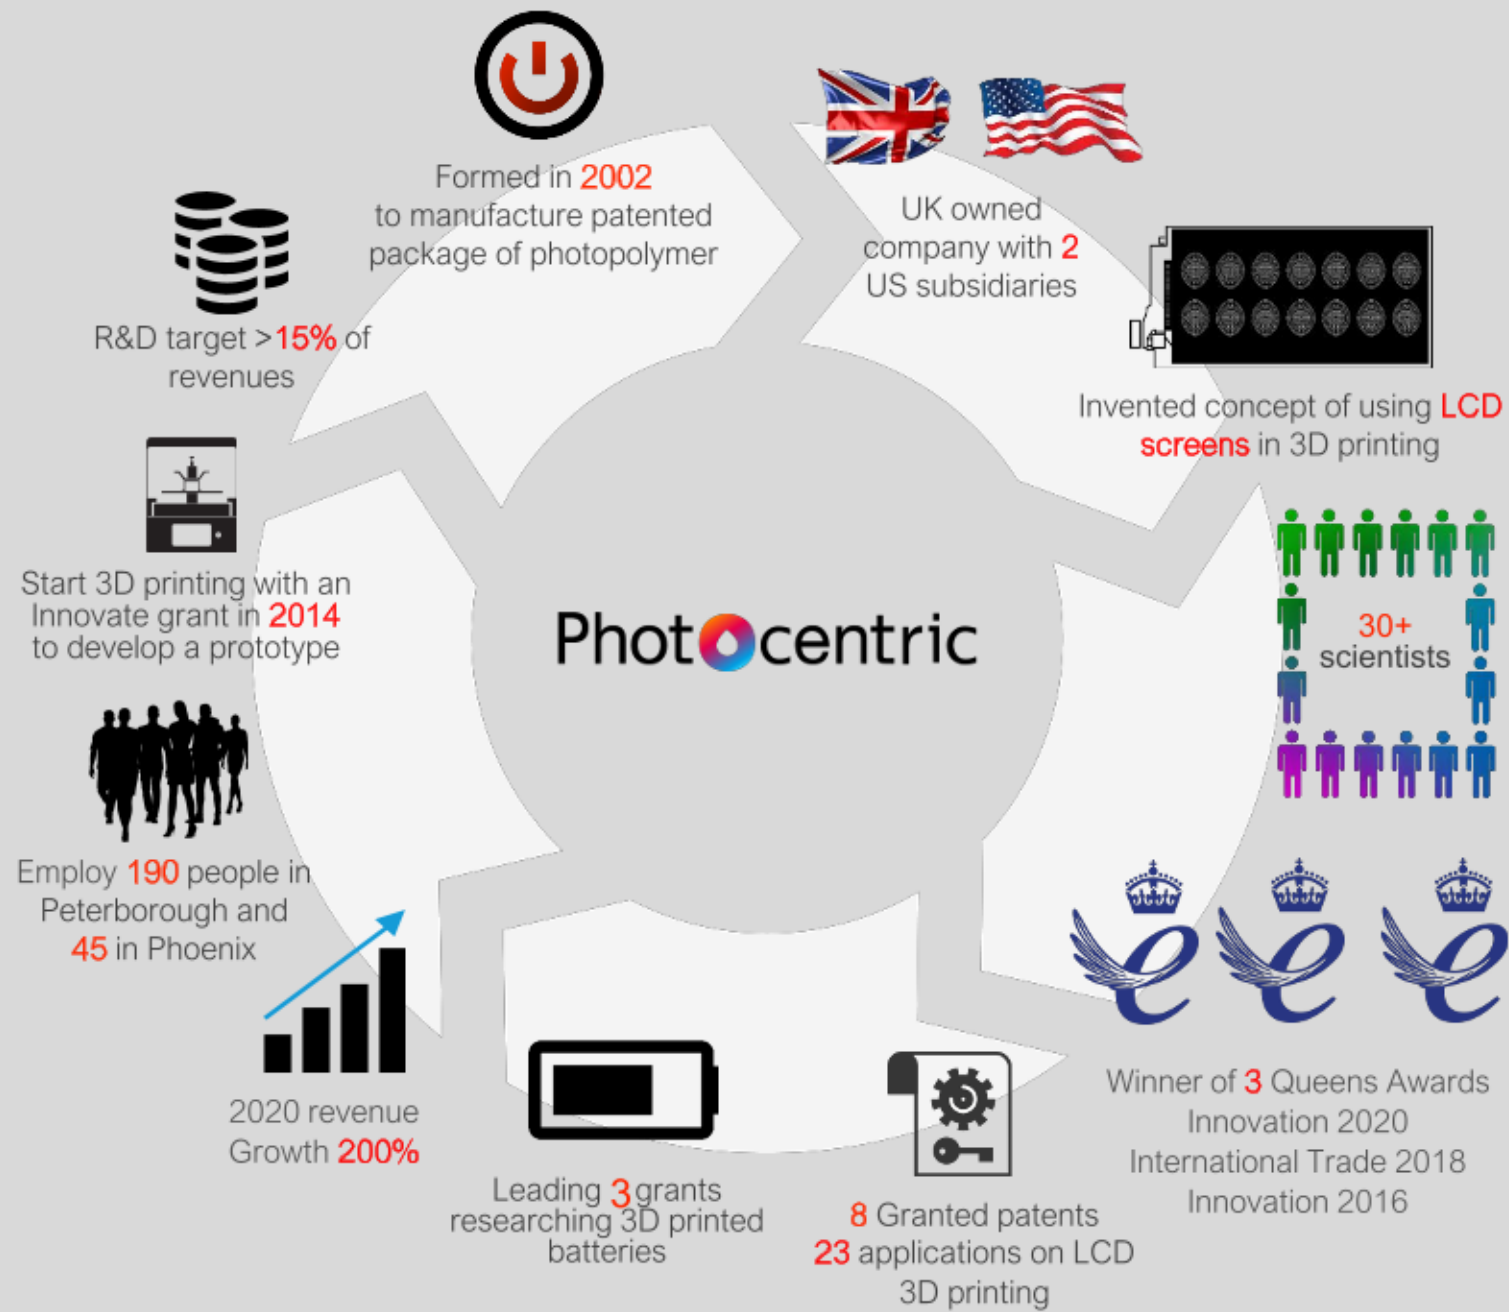 Formed in 2002
to manufacture patented
package of photopolymer
UK owned
company with 2
US subsidiaries
Invented concept of using LCD
screens in 3D printing
30+
scientists
Winner of 3 Queens Awards
Innovation 2020
International Trade 2018
Innovation 2016
8 Granted patents
23 applications on LCD
3D printing
Leading 3 grants
researching 3D printed
batteries
2020 revenue
Growth 200%
Employ 190 people in
Peterborough and
45 in Phoenix
Start 3D printing with an
Innovate grant in 2014
to develop a prototype
R&D target >15% of
revenues
Photocentric